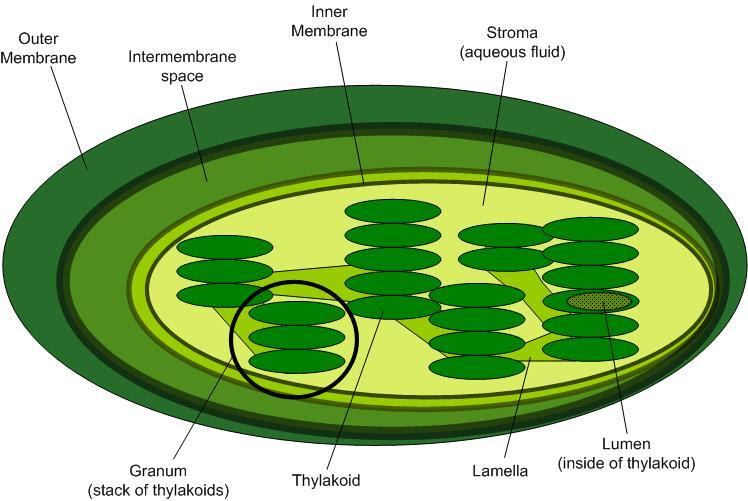 Outer
Membrane
Intermembrane
space
Inner
Membrane
Stroma
(aqueous fluid)
Granum
(stack of thylakoids)
Thylakoid
Lamella
Lumen
(inside of thylakoid)